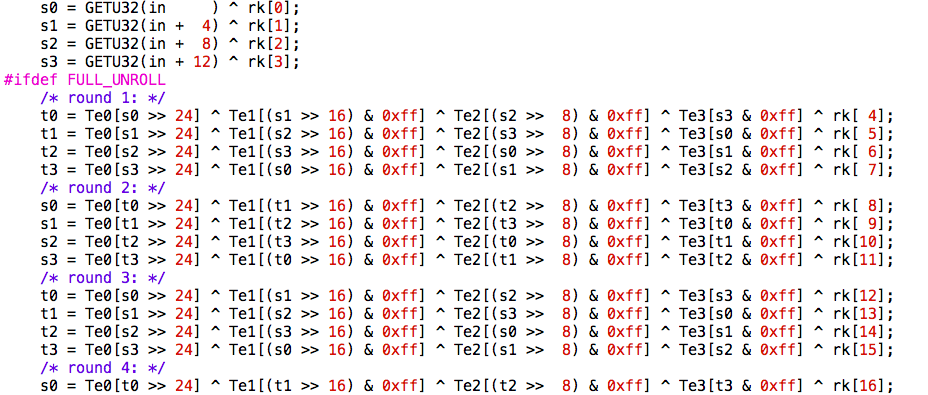 s0 = GETU32(in     ) ^ rk[0];
s1 = GETU32(in +  4) ^ rk[1];
s2 = GETU32(in +  8) ^ rk[2];
s3 = GETU32(in + 12) ^ rk[3];
#ifdef FULL_UNROLL
/* round 1: */
t0 = Te0[s0 >> 24] ^ Te1[(s1 >> 16) & 0xff] ^ Te2[(s2 >>  8) & 0xff] ^ Te3[s3 & 0xff] ^ rk[ 4];
t1 = Te0[s1 >> 24] ^ Te1[(s2 >> 16) & 0xff] ^ Te2[(s3 >>  8) & 0xff] ^ Te3[s0 & 0xff] ^ rk[ 5];
t2 = Te0[s2 >> 24] ^ Te1[(s3 >> 16) & 0xff] ^ Te2[(s0 >>  8) & 0xff] ^ Te3[s1 & 0xff] ^ rk[ 6];
t3 = Te0[s3 >> 24] ^ Te1[(s0 >> 16) & 0xff] ^ Te2[(s1 >>  8) & 0xff] ^ Te3[s2 & 0xff] ^ rk[ 7];
/* round 2: */
s0 = Te0[t0 >> 24] ^ Te1[(t1 >> 16) & 0xff] ^ Te2[(t2 >>  8) & 0xff] ^ Te3[t3 & 0xff] ^ rk[ 8];
s1 = Te0[t1 >> 24] ^ Te1[(t2 >> 16) & 0xff] ^ Te2[(t3 >>  8) & 0xff] ^ Te3[t0 & 0xff] ^ rk[ 9];
s2 = Te0[t2 >> 24] ^ Te1[(t3 >> 16) & 0xff] ^ Te2[(t0 >>  8) & 0xff] ^ Te3[t1 & 0xff] ^ rk[10];
s3 = Te0[t3 >> 24] ^ Te1[(t0 >> 16) & 0xff] ^ Te2[(t1 >>  8) & 0xff] ^ Te3[t2 & 0xff] ^ rk[11];
/* round 3: */
t0 = Te0[s0 >> 24] ^ Te1[(s1 >> 16) & 0xff] ^ Te2[(s2 >>  8) & 0xff] ^ Te3[s3 & 0xff] ^ rk[12];
t1 = Te0[s1 >> 24] ^ Te1[(s2 >> 16) & 0xff] ^ Te2[(s3 >>  8) & 0xff] ^ Te3[s0 & 0xff] ^ rk[13];
t2 = Te0[s2 >> 24] ^ Te1[(s3 >> 16) & 0xff] ^ Te2[(s0 >>  8) & 0xff] ^ Te3[s1 & 0xff] ^ rk[14];
t3 = Te0[s3 >> 24] ^ Te1[(s0 >> 16) & 0xff] ^ Te2[(s1 >>  8) & 0xff] ^ Te3[s2 & 0xff] ^ rk[15];
/* round 4: */
s0 = Te0[t0 >> 24] ^ Te1[(t1 >> 16) & 0xff] ^ Te2[(t2 >>  8) & 0xff] ^ Te3[t3 & 0xff] ^ rk[16];